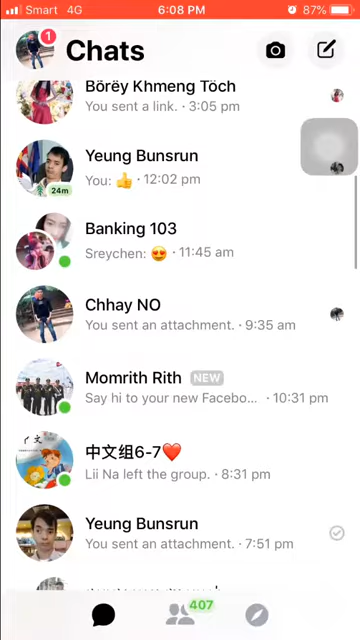 Smart 4G 6:08 PM 87%
1
Chats
Börëy Khmeng Töch
You sent a link. · 3:05 pm
Yeung Bunsrun
You: 👍 · 12:02 pm
24m
Banking 103
Sreychen: 😍 · 11:45 am
Chhay NO
You sent an attachment. · 9:35 am
Momrith Rith NEW
Say hi to your new Facebo... · 10:31 pm
中文组6-7❤️
Lii Na left the group. · 8:31 pm
Yeung Bunsrun
You sent an attachment. · 7:51 pm
407